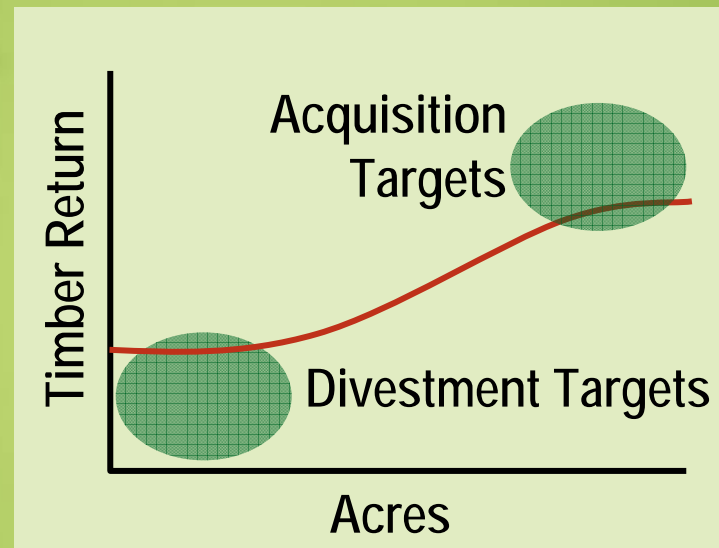 Timber Return
Acquisition
Targets
Divestment Targets
Acres